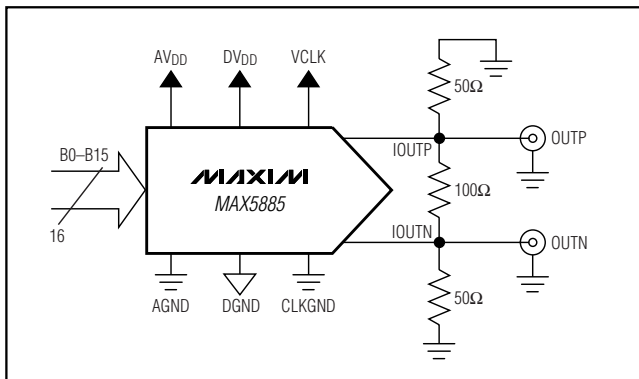 AVDD DVDD VCLK
50Ω
B0–B15
IOUTP
OUTP
MAXIM
MAX5885
100Ω
16
IOUTN
OUTN
AGND DGND CLKGND
50Ω